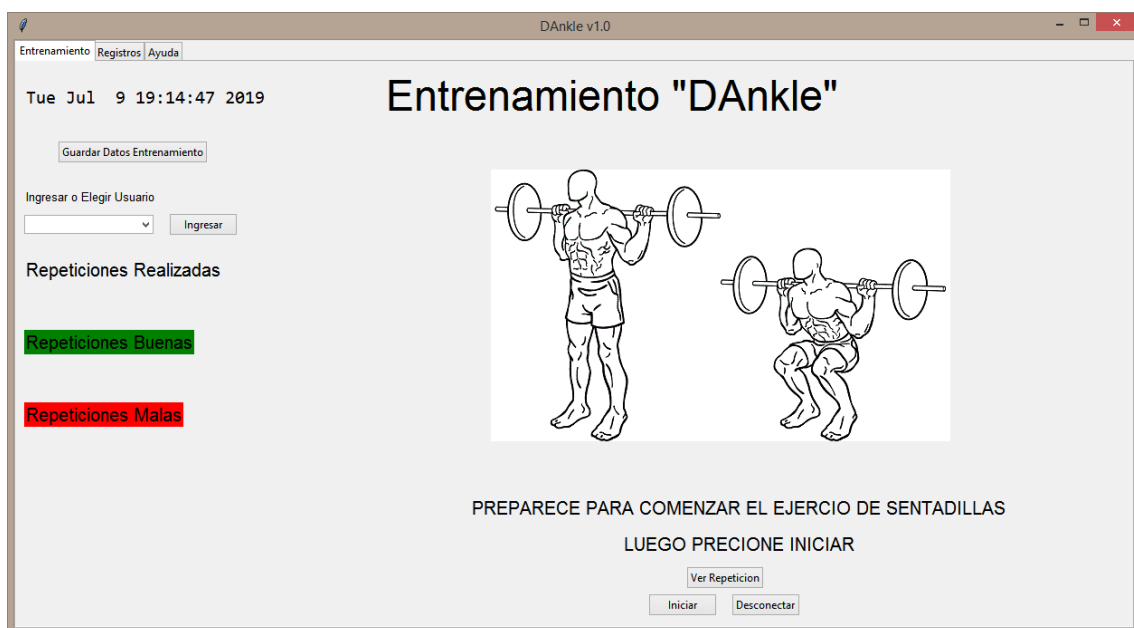 DAnkle v1.0
Entrenamiento Registros Ayuda
Tue Jul  9 19:14:47 2019
Entrenamiento "DAnkle"
Guardar Datos Entrenamiento
Ingresar o Elegir Usuario
Ingresar
Repeticiones Realizadas
Repeticiones Buenas
Repeticiones Malas
PREPARECE PARA COMENZAR EL EJERCIO DE SENTADILLAS
LUEGO PRECIONE INICIAR
Ver Repeticion
Iniciar Desconectar